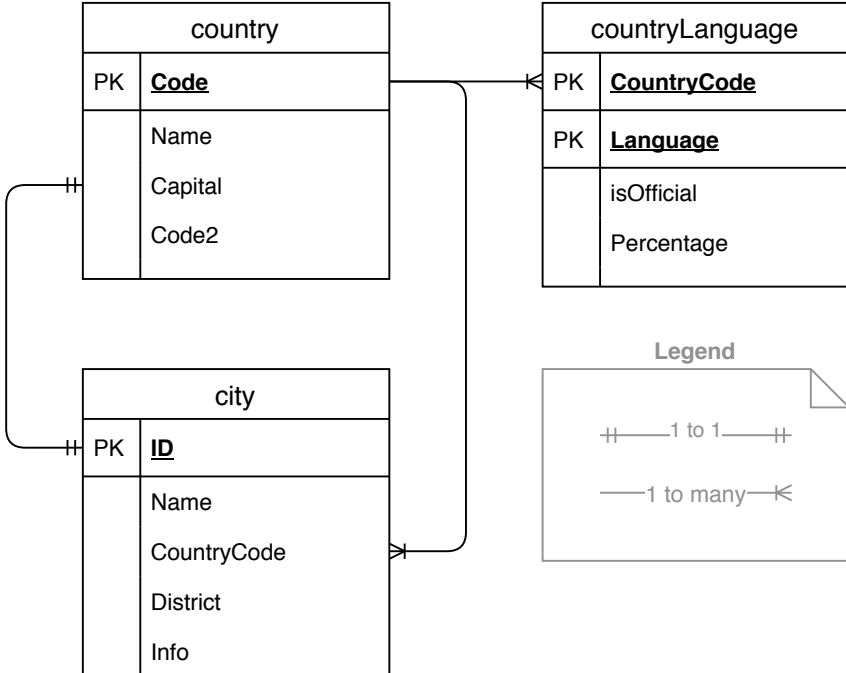 country
PK Code
Name
Capital
Code2
countryLanguage
PK CountryCode
PK Language
isOfficial
Percentage
city
PK ID
Name
CountryCode
District
Info
Legend
1 to 1
1 to many